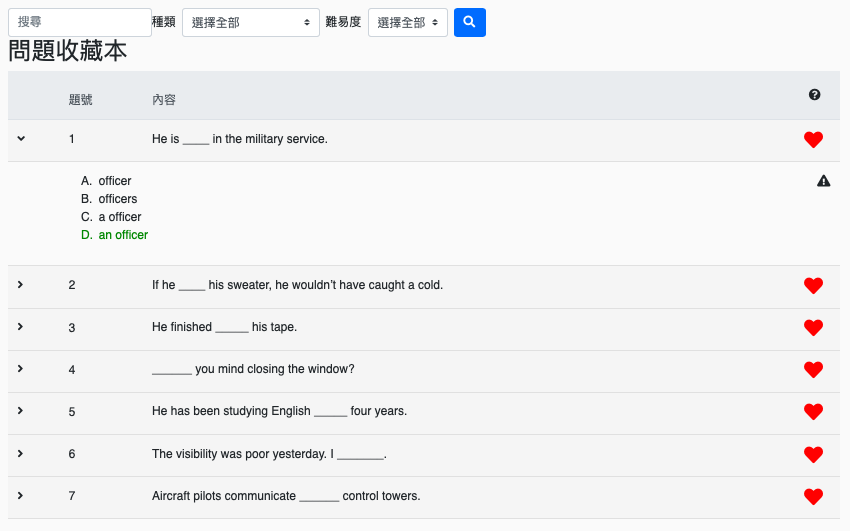 搜尋 種類 選擇全部 難易度 選擇全部
問題收藏本
題號 內容
1 He is ____ in the military service.
A. officer
B. officers
C. a officer
D. an officer
2 If he ____ his sweater, he wouldn't have caught a cold.
3 He finished _____ his tape.
4 ______ you mind closing the window?
5 He has been studying English _____ four years.
6 The visibility was poor yesterday. I _______.
7 Aircraft pilots communicate ______ control towers.